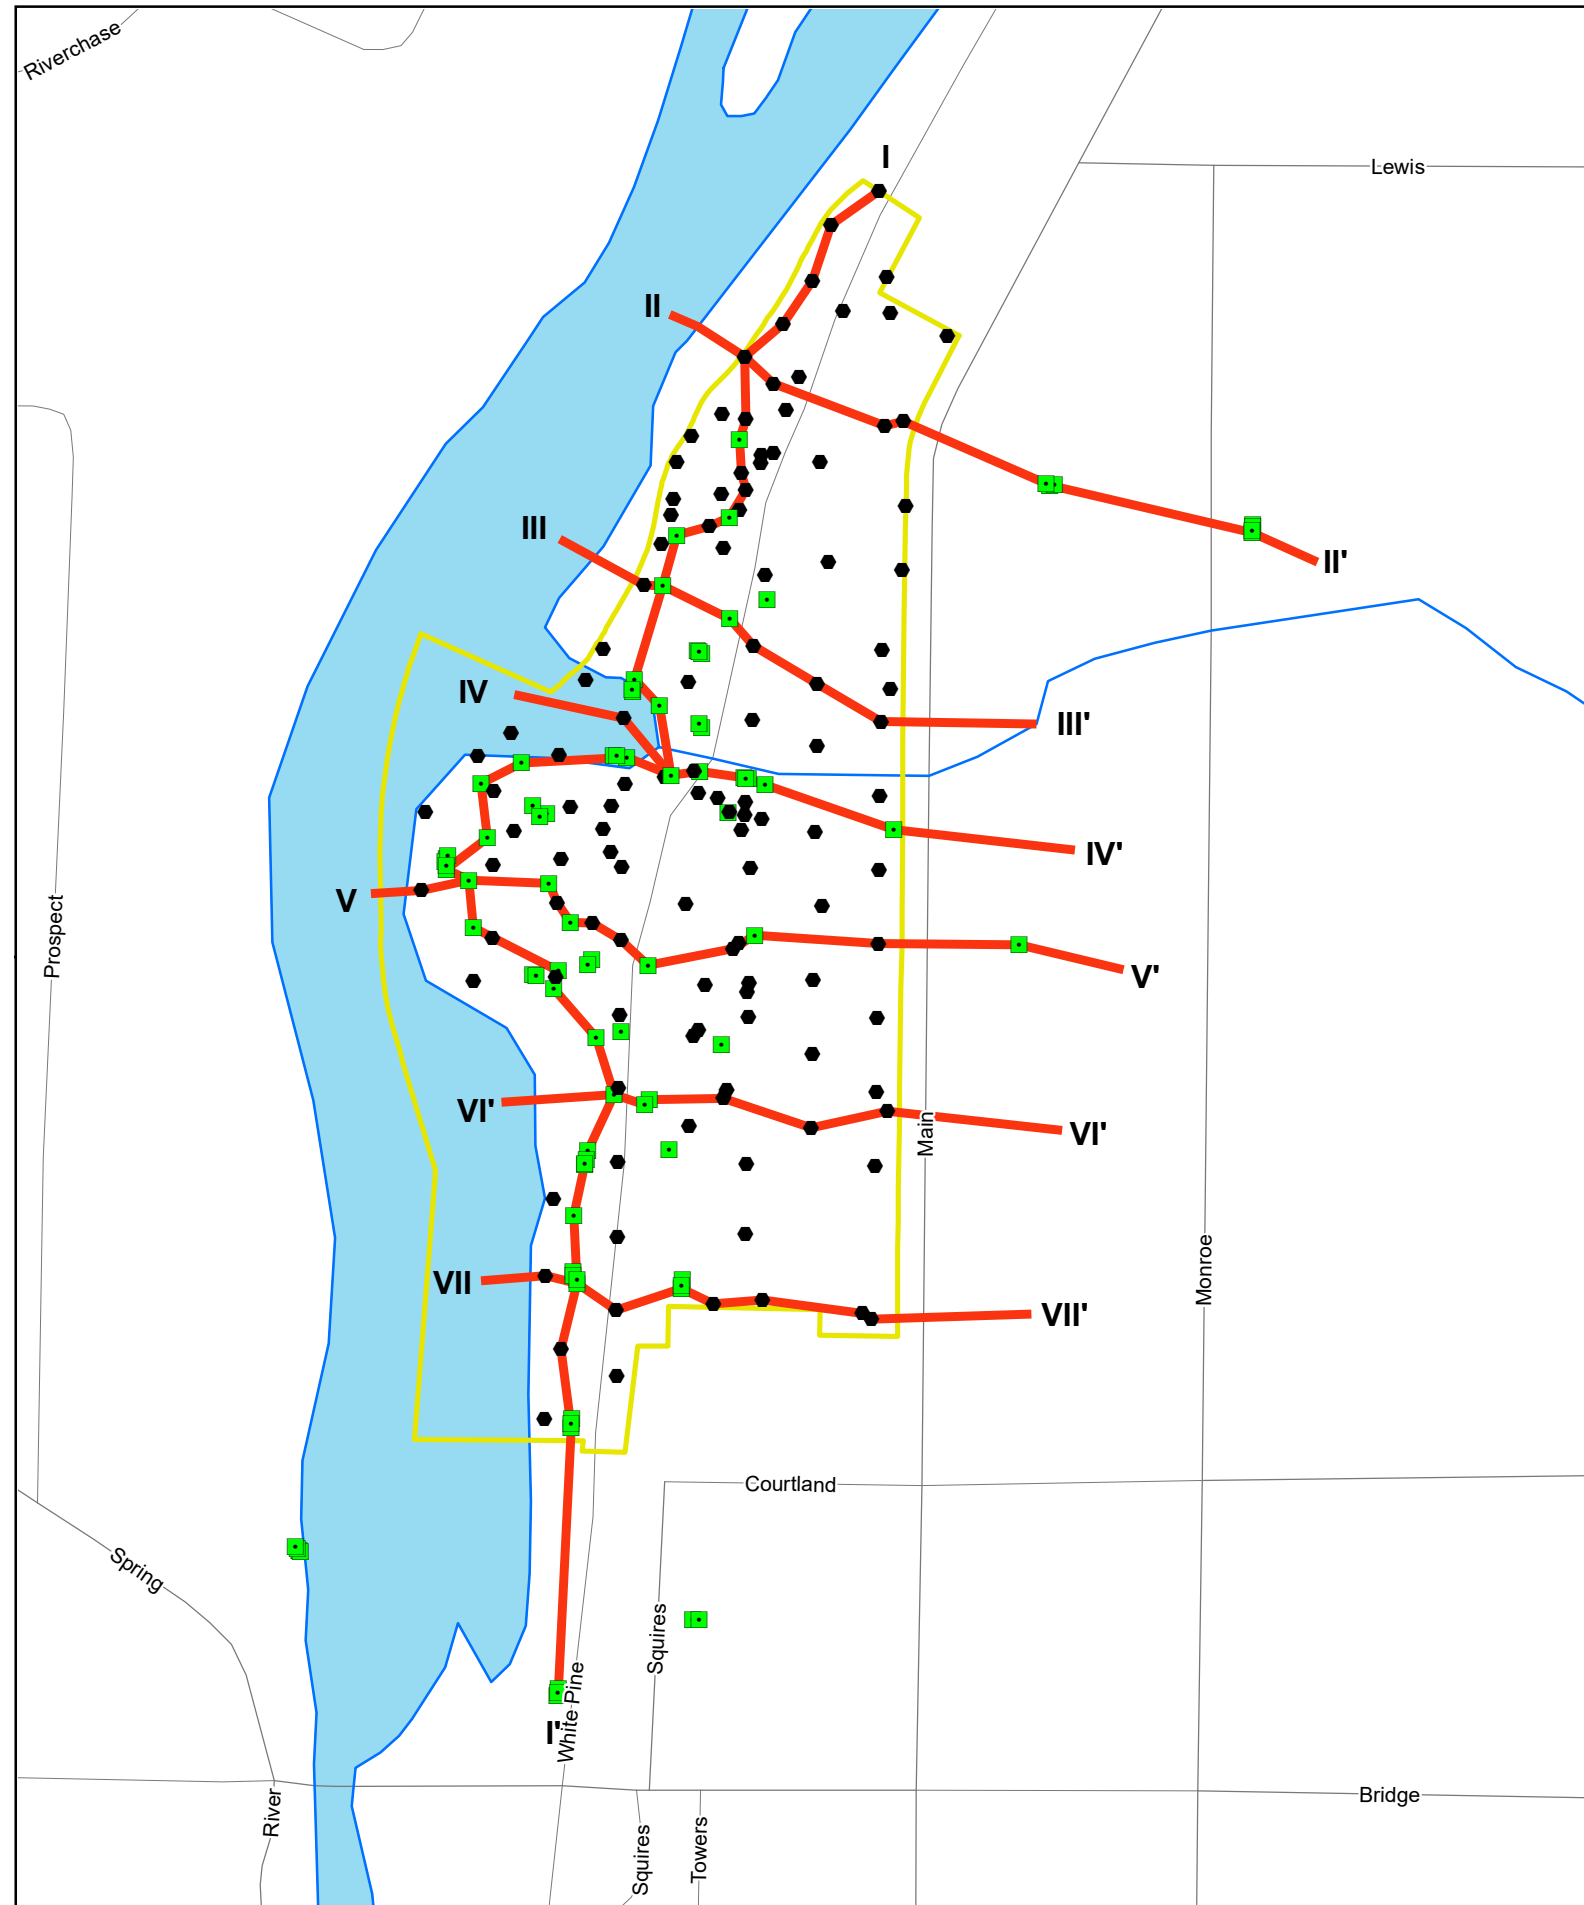 Riverchase
I
Lewis
II
III
II'
IV
III'
IV'
V
Prospect
V'
VI'
Main
VI'
Monroe
VII
VII'
Courtland
Spring
Squires
White Pine
I'
Bridge
River
Squires
Towers